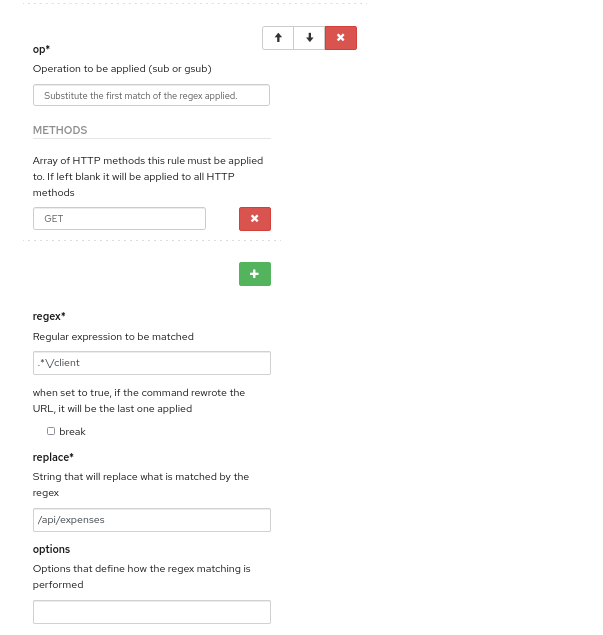 op*
Operation to be applied (sub or gsub)
Substitute the first match of the regex applied.
METHODS
Array of HTTP methods this rule must be applied
to. If left blank it will be applied to all HTTP
methods
GET
regex*
Regular expression to be matched
.*\/client
when set to true, if the command rewrote the
URL, it will be the last one applied
break
replace*
String that will replace what is matched by the
regex
/api/expenses
options
Options that define how the regex matching is
performed